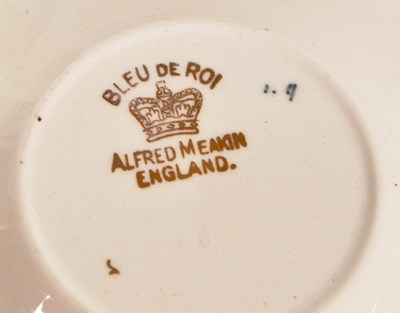 BLEU DE ROI
ALFRED MEAKIN
ENGLAND.